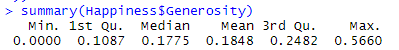 > summary(Happiness$Generosity)
Min. 1st Qu. Median Mean 3rd Qu. Max.
0.0000 0.1087 0.1775 0.1848 0.2482 0.5660